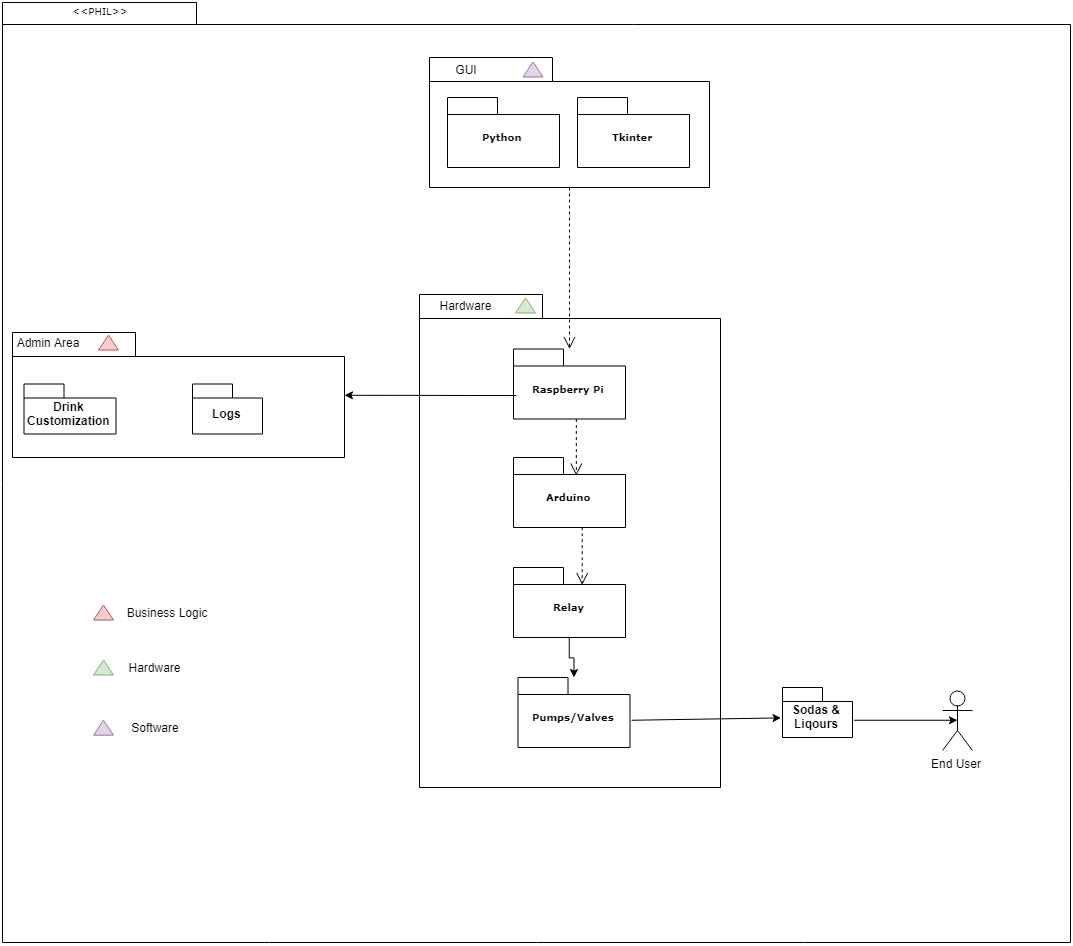 <<PHIL>>
GUI
Python
Tkinter
Hardware
Admin Area
Raspberry Pi
Drink
Customization
Logs
Arduino
Relay
Business Logic
Hardware
Software
Pumps/Valves
Sodas &
Liqours
End User